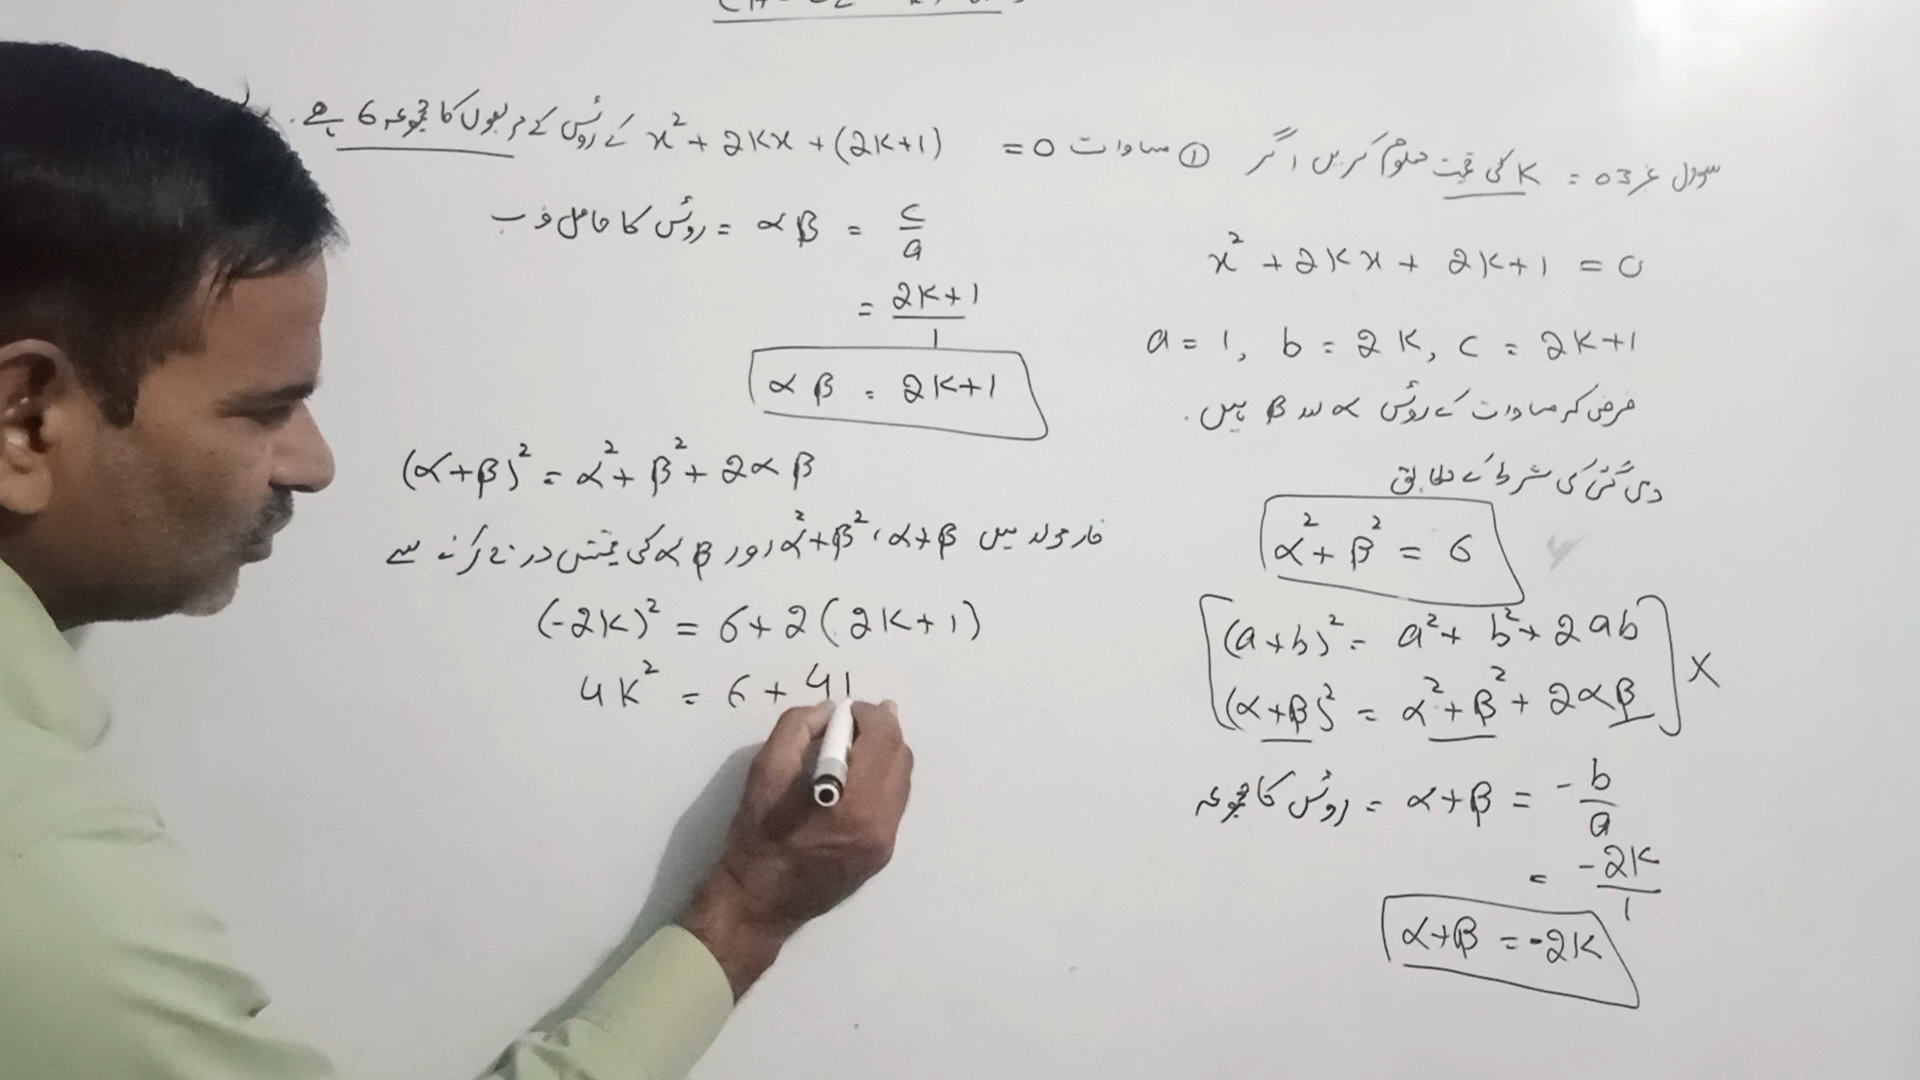 سوال نمبر 03 = K کی قیمت معلوم کریں اگر ① مساوات x² + 2Kx + (2K+1) = 0 کے روٹس کے مربعوں کا مجموعہ 6 ہے۔
x² + 2Kx + 2K+1 = 0
a = 1, b = 2K, c = 2K+1
فرض کر مساوات کے روٹس α اور β ہیں۔
دی گئی کی شرط کے مطابق
α² + β² = 6
(a+b)² = a² + b² + 2ab
(α+β)² = α² + β² + 2αβ
X
روٹس کا مجموعہ = α+β = -b/a
= -2K/1
α+β = -2K
روٹس کا حاصل ضرب = αβ = c/a
= 2K+1/1
αβ = 2K+1
(α+β)² = α² + β² + 2αβ
فارمولہ میں α+β، α²+β² اور αβ کی قیمتیں درج کرنے سے
(-2K)² = 6+2(2K+1)
4K² = 6+4